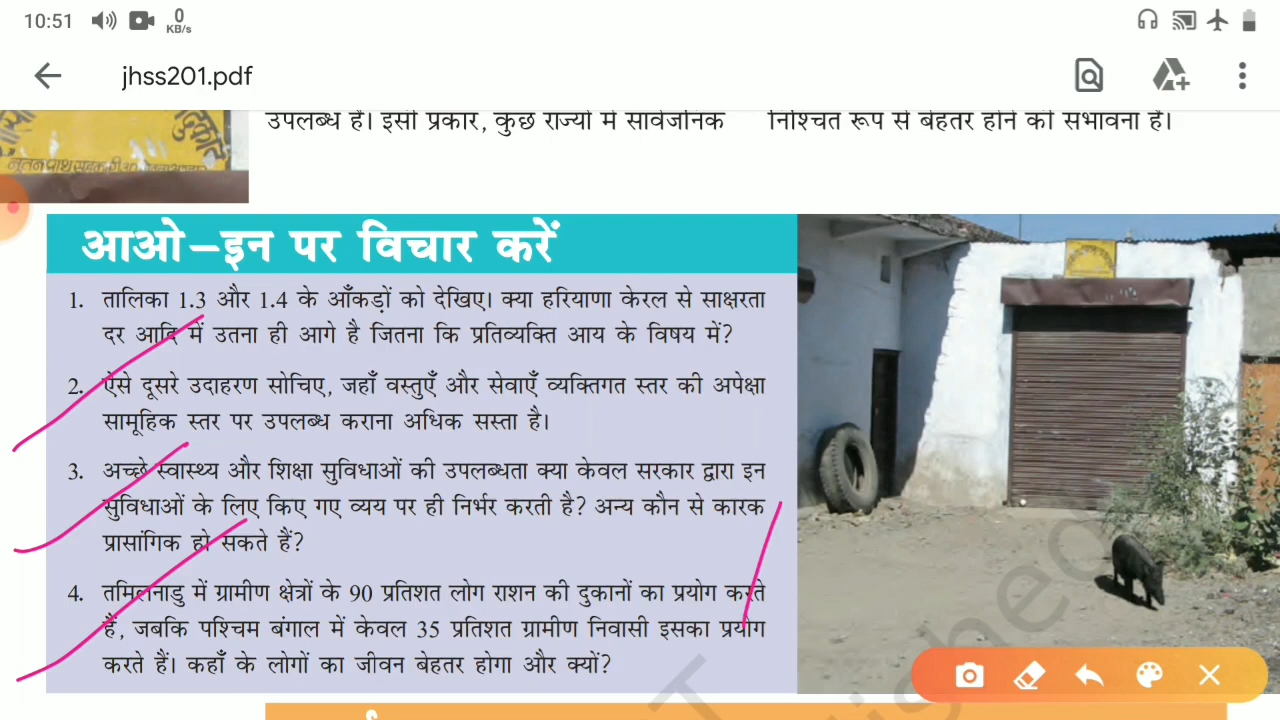 10:51 0 KB/s
jhss201.pdf
उपलब्ध हैं। इसी प्रकार, कुछ राज्यों में सार्वजनिक
निश्चित रूप से बेहतर होने की संभावना है।
आओ–इन पर विचार करें
1. तालिका 1.3 और 1.4 के आँकड़ों को देखिए। क्या हरियाणा केरल से साक्षरता
दर आदि में उतना ही आगे है जितना कि प्रतिव्यक्ति आय के विषय में?
2. ऐसे दूसरे उदाहरण सोचिए, जहाँ वस्तुएँ और सेवाएँ व्यक्तिगत स्तर की अपेक्षा
सामूहिक स्तर पर उपलब्ध कराना अधिक सस्ता है।
3. अच्छे स्वास्थ्य और शिक्षा सुविधाओं की उपलब्धता क्या केवल सरकार द्वारा इन
सुविधाओं के लिए किए गए व्यय पर ही निर्भर करती है? अन्य कौन से कारक
प्रासंगिक हो सकते हैं?
4. तमिलनाडु में ग्रामीण क्षेत्रों के 90 प्रतिशत लोग राशन की दुकानों का प्रयोग करते
हैं, जबकि पश्चिम बंगाल में केवल 35 प्रतिशत ग्रामीण निवासी इसका प्रयोग
करते हैं। कहाँ के लोगों का जीवन बेहतर होगा और क्यों?